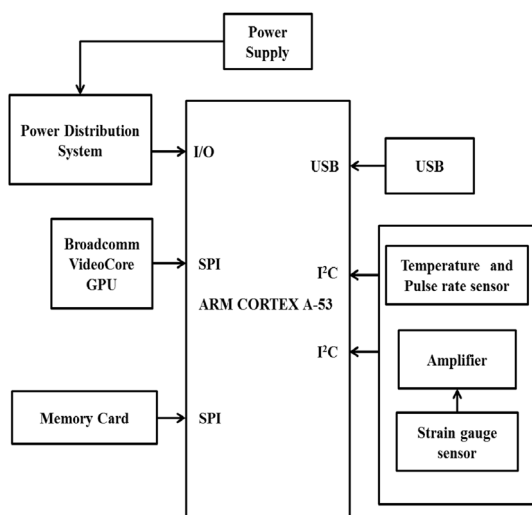 Power
Supply
Power Distribution
System
I/O
USB
USB
Broadcomm
VideoCore
GPU
SPI
I²C
Temperature and
Pulse rate sensor
ARM CORTEX A-53
I²C
Amplifier
Memory Card
SPI
Strain gauge
sensor